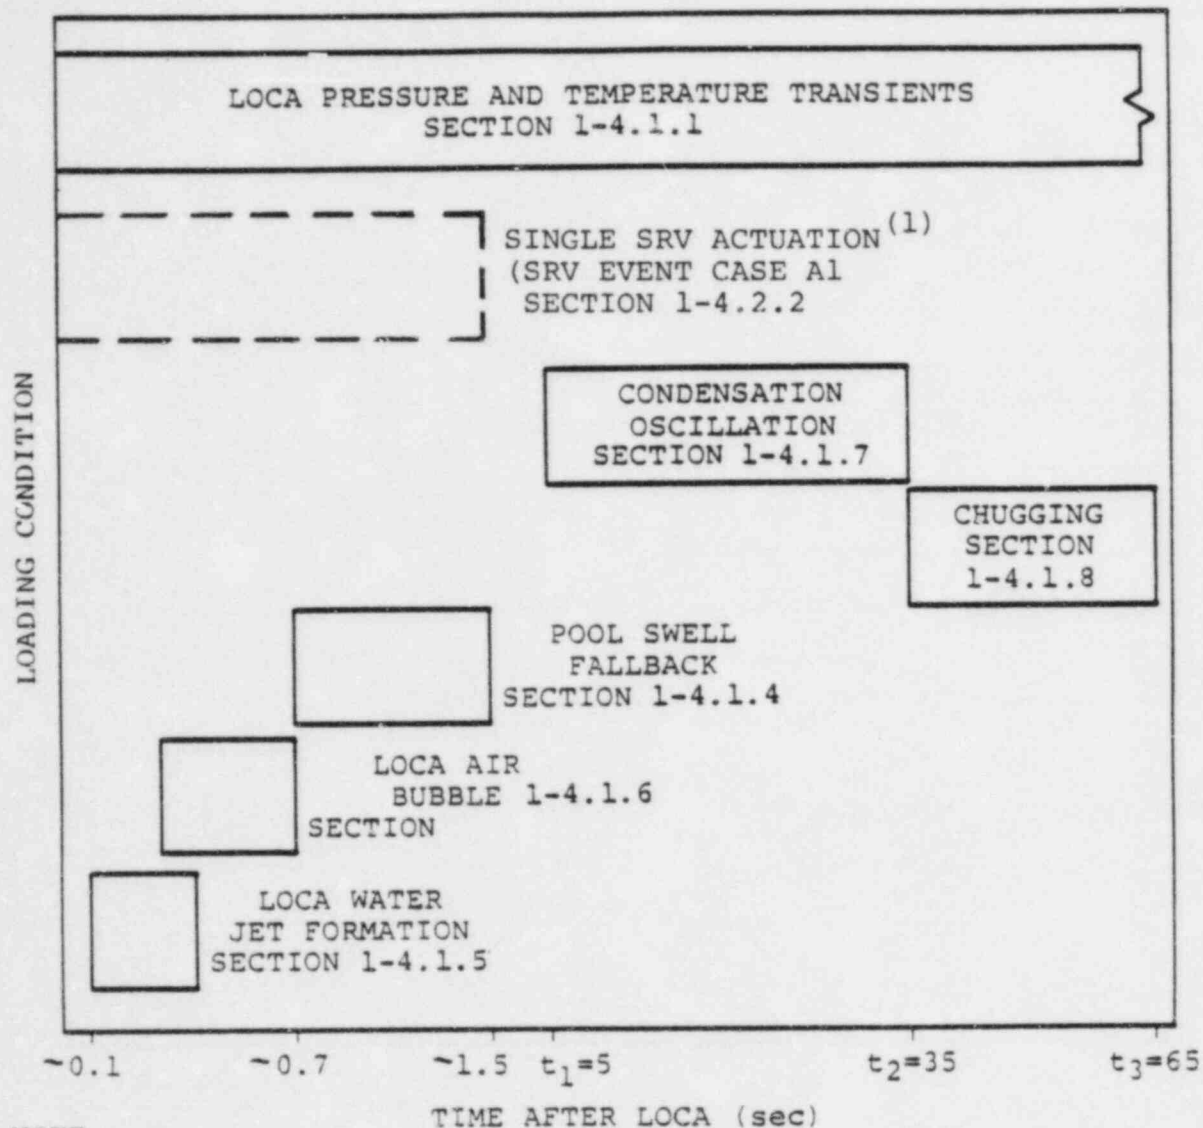 LOCA PRESSURE AND TEMPERATURE TRANSIENTS
SECTION 1-4.1.1
SINGLE SRV ACTUATION(1)
(SRV EVENT CASE A1
SECTION 1-4.2.2
CONDENSATION
OSCILLATION
SECTION 1-4.1.7
CHUGGING
SECTION
1-4.1.8
POOL SWELL
FALLBACK
SECTION 1-4.1.4
LOCA AIR
BUBBLE 1-4.1.6
SECTION
LOCA WATER
JET FORMATION
SECTION 1-4.1.5
LOADING CONDITION
~0.1 ~0.7 ~1.5 t1=5 t2=35 t3=65
TIME AFTER LOCA (sec)